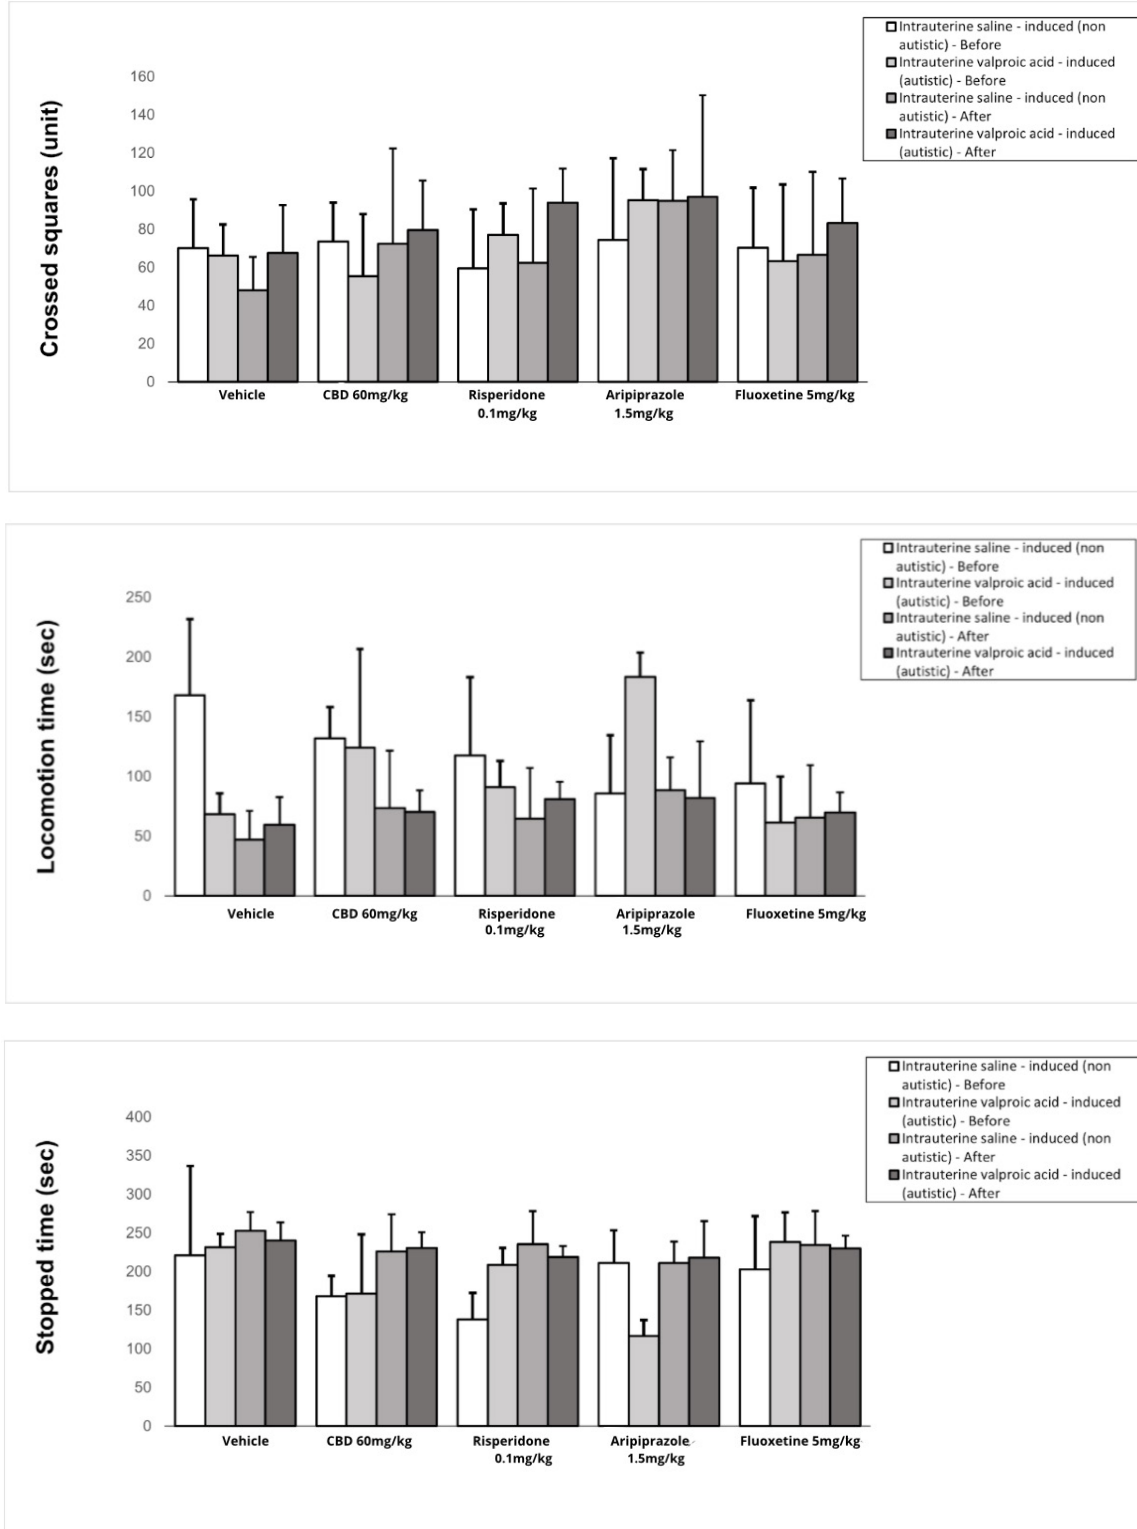 Intrauterine saline - induced (non
autistic) - Before
Intrauterine valproic acid - induced
(autistic) - Before
Intrauterine saline - induced (non
autistic) - After
Intrauterine valproic acid - induced
(autistic) - After
Crossed squares (unit)
160
140
120
100
80
60
40
20
0
Vehicle
CBD 60mg/kg
Risperidone
0.1mg/kg
Aripiprazole
1.5mg/kg
Fluoxetine 5mg/kg
Intrauterine saline - induced (non
autistic) - Before
Intrauterine valproic acid - induced
(autistic) - Before
Intrauterine saline - induced (non
autistic) - After
Intrauterine valproic acid - induced
(autistic) - After
Locomotion time (sec)
250
200
150
100
50
0
Vehicle
CBD 60mg/kg
Risperidone
0.1mg/kg
Aripiprazole
1.5mg/kg
Fluoxetine 5mg/kg
Intrauterine saline - induced (non
autistic) - Before
Intrauterine valproic acid - induced
(autistic) - Before
Intrauterine saline - induced (non
autistic) - After
Intrauterine valproic acid - induced
(autistic) - After
Stopped time (sec)
400
350
300
250
200
150
100
50
0
Vehicle
CBD 60mg/kg
Risperidone
0.1mg/kg
Aripiprazole
1.5mg/kg
Fluoxetine 5mg/kg